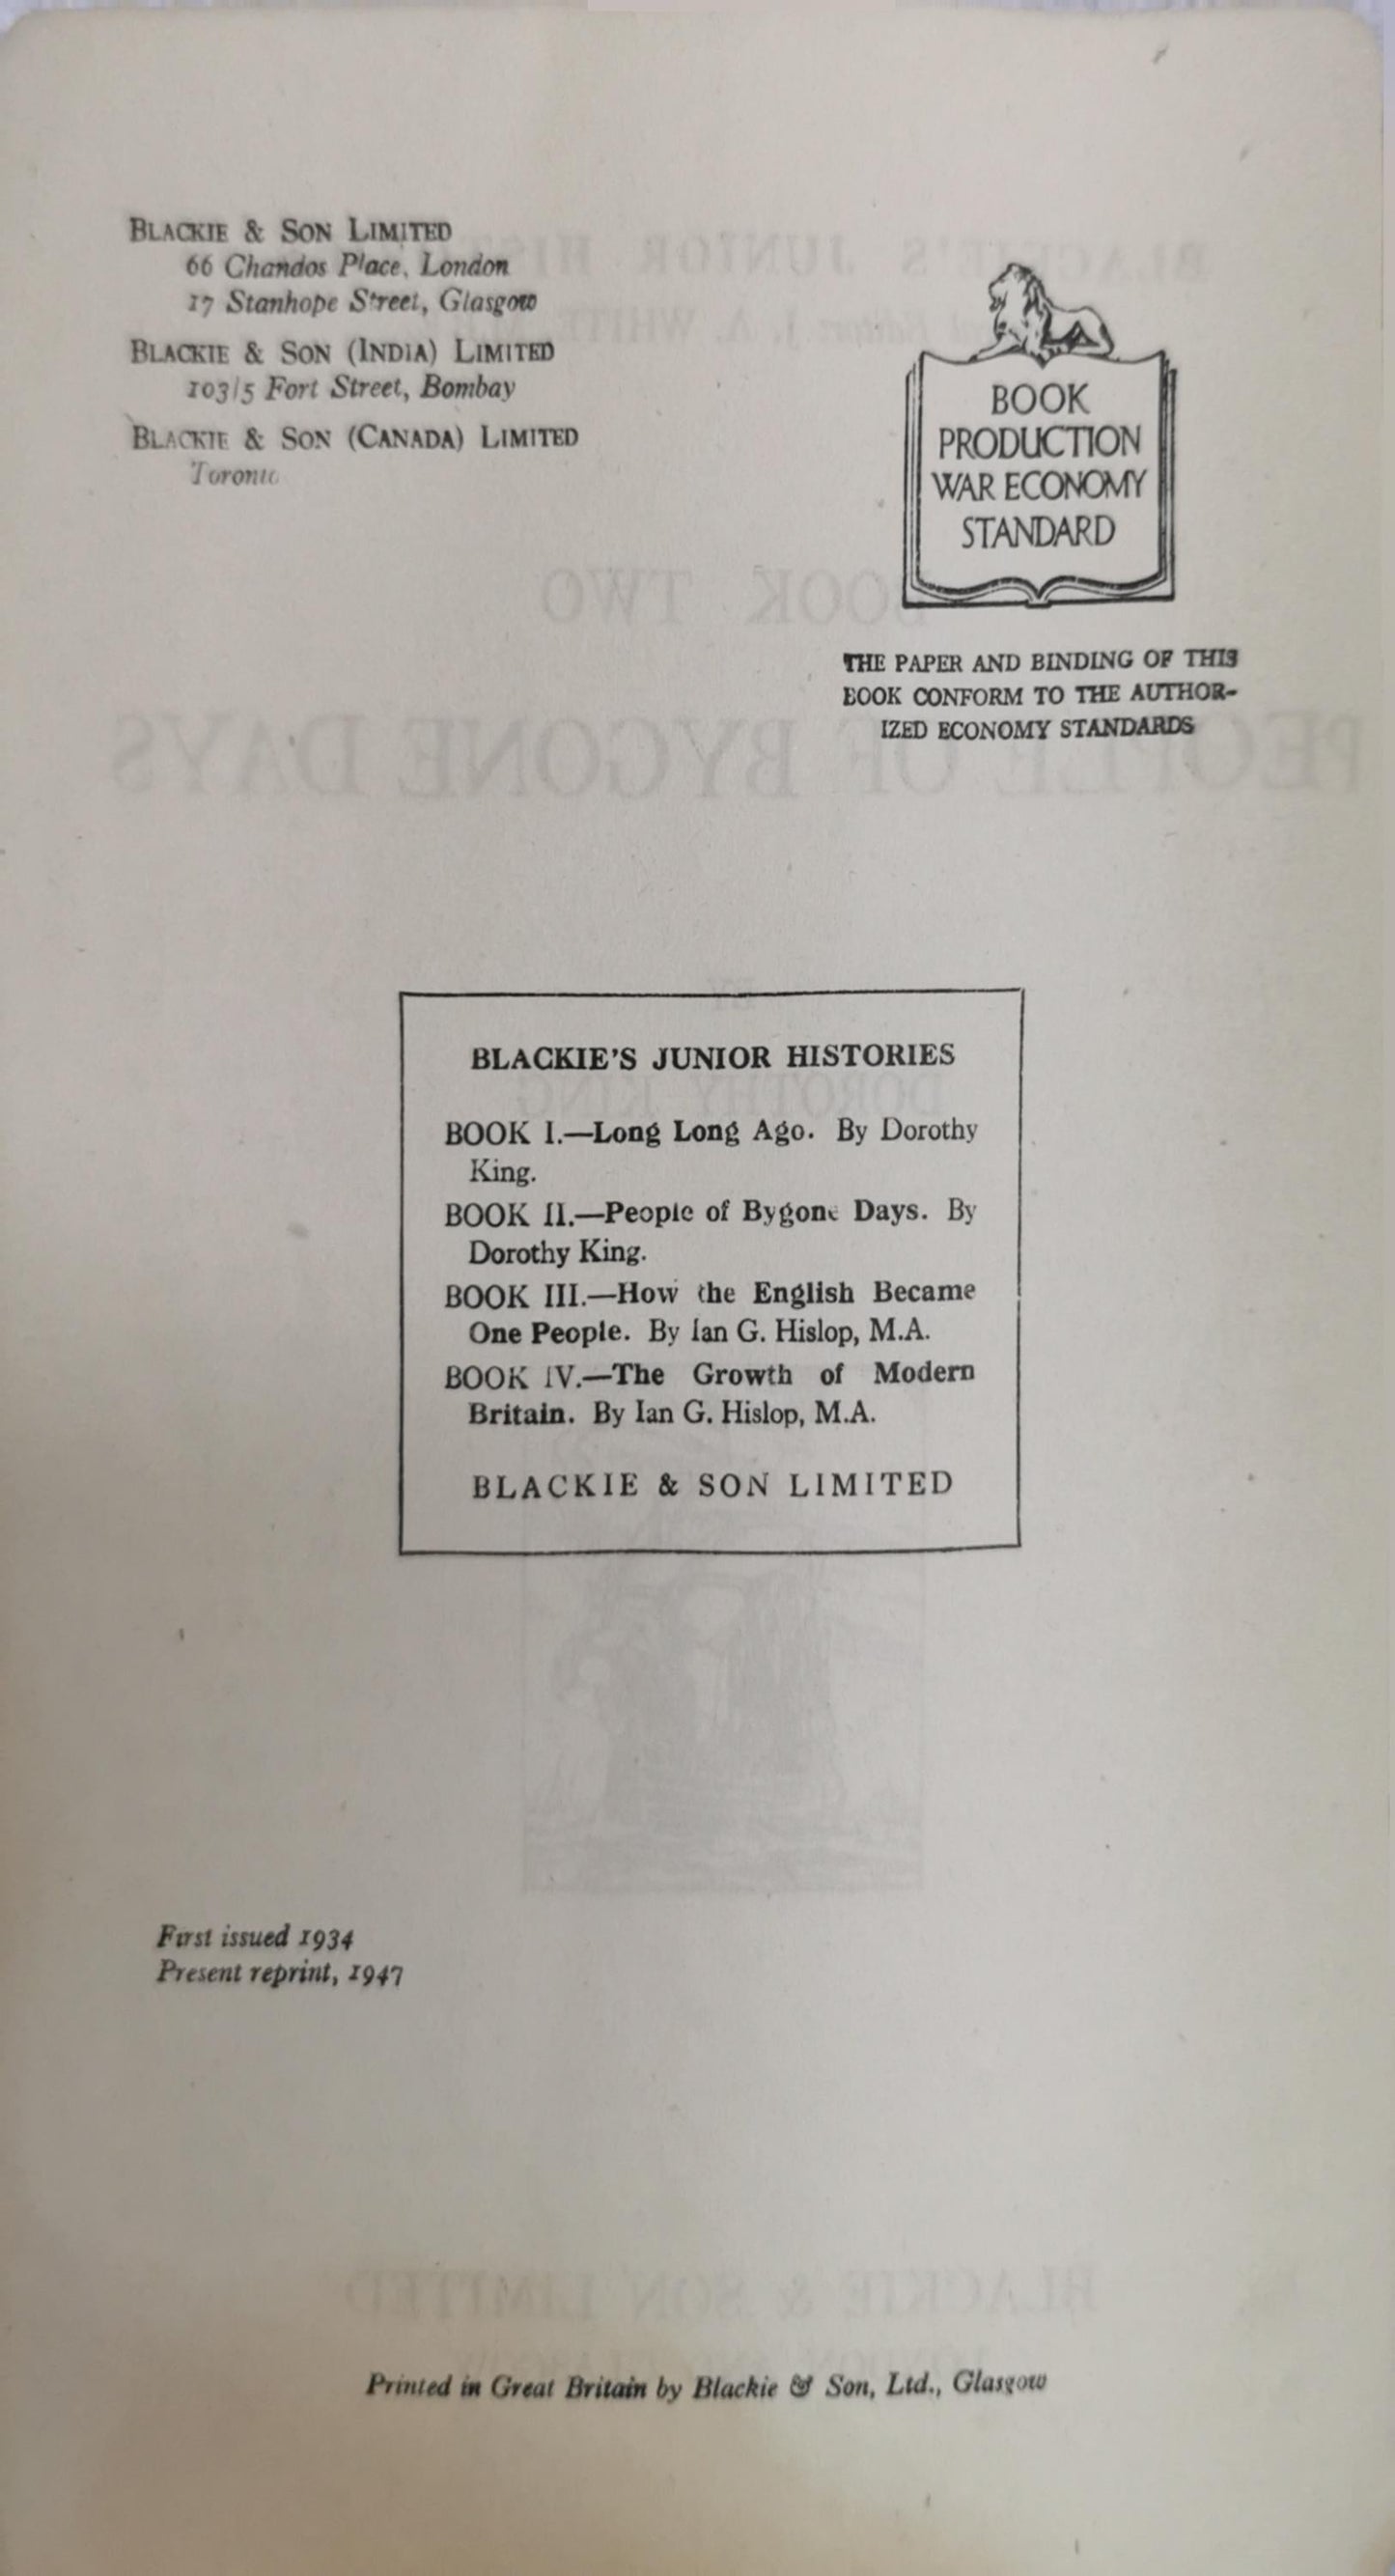 BLACKIE & SON LIMITED
66 Chandos Place, London
17 Stanhope Street, Glasgow
BLACKIE & SON (INDIA) LIMITED
103/5 Fort Street, Bombay
BLACKIE & SON (CANADA) LIMITED
Toronto
BOOK
PRODUCTION
WAR ECONOMY
STANDARD
THE PAPER AND BINDING OF THIS
BOOK CONFORM TO THE AUTHOR-
IZED ECONOMY STANDARDS
BLACKIE'S JUNIOR HISTORIES
BOOK I.—Long Long Ago. By Dorothy
King.
BOOK II.—People of Bygone Days. By
Dorothy King.
BOOK III.—How the English Became
One People. By Ian G. Hislop, M.A.
BOOK IV.—The Growth of Modern
Britain. By Ian G. Hislop, M.A.
BLACKIE & SON LIMITED
First issued 1934
Present reprint, 1947
Printed in Great Britain by Blackie & Son, Ltd., Glasgow